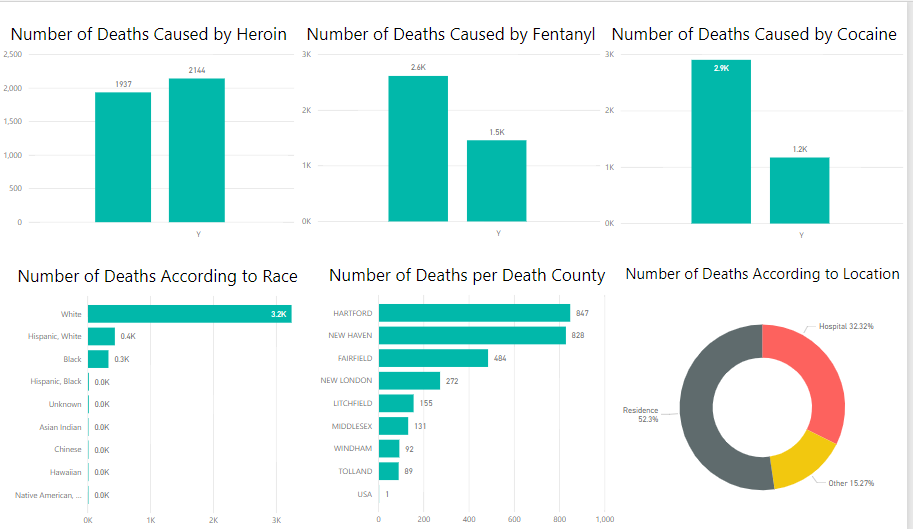 Number of Deaths Caused by Heroin
2,500
2,000
1,500
1,000
500
0
1937
2144
Y
Number of Deaths Caused by Fentanyl
3K
2K
1K
0K
2.6K
1.5K
Y
Number of Deaths Caused by Cocaine
3K
2K
1K
0K
2.9K
1.2K
Y
Number of Deaths According to Race
White 3.2K
Hispanic, White 0.4K
Black 0.3K
Hispanic, Black 0.0K
Unknown 0.0K
Asian Indian 0.0K
Chinese 0.0K
Hawaiian 0.0K
Native American, ... 0.0K
0K 1K 2K 3K
Number of Deaths per Death County
HARTFORD 847
NEW HAVEN 828
FAIRFIELD 484
NEW LONDON 272
LITCHFIELD 155
MIDDLESEX 131
WINDHAM 92
TOLLAND 89
USA 1
0 200 400 600 800 1,000
Number of Deaths According to Location
Hospital 32.32%
Residence
52.3%
Other 15.27%